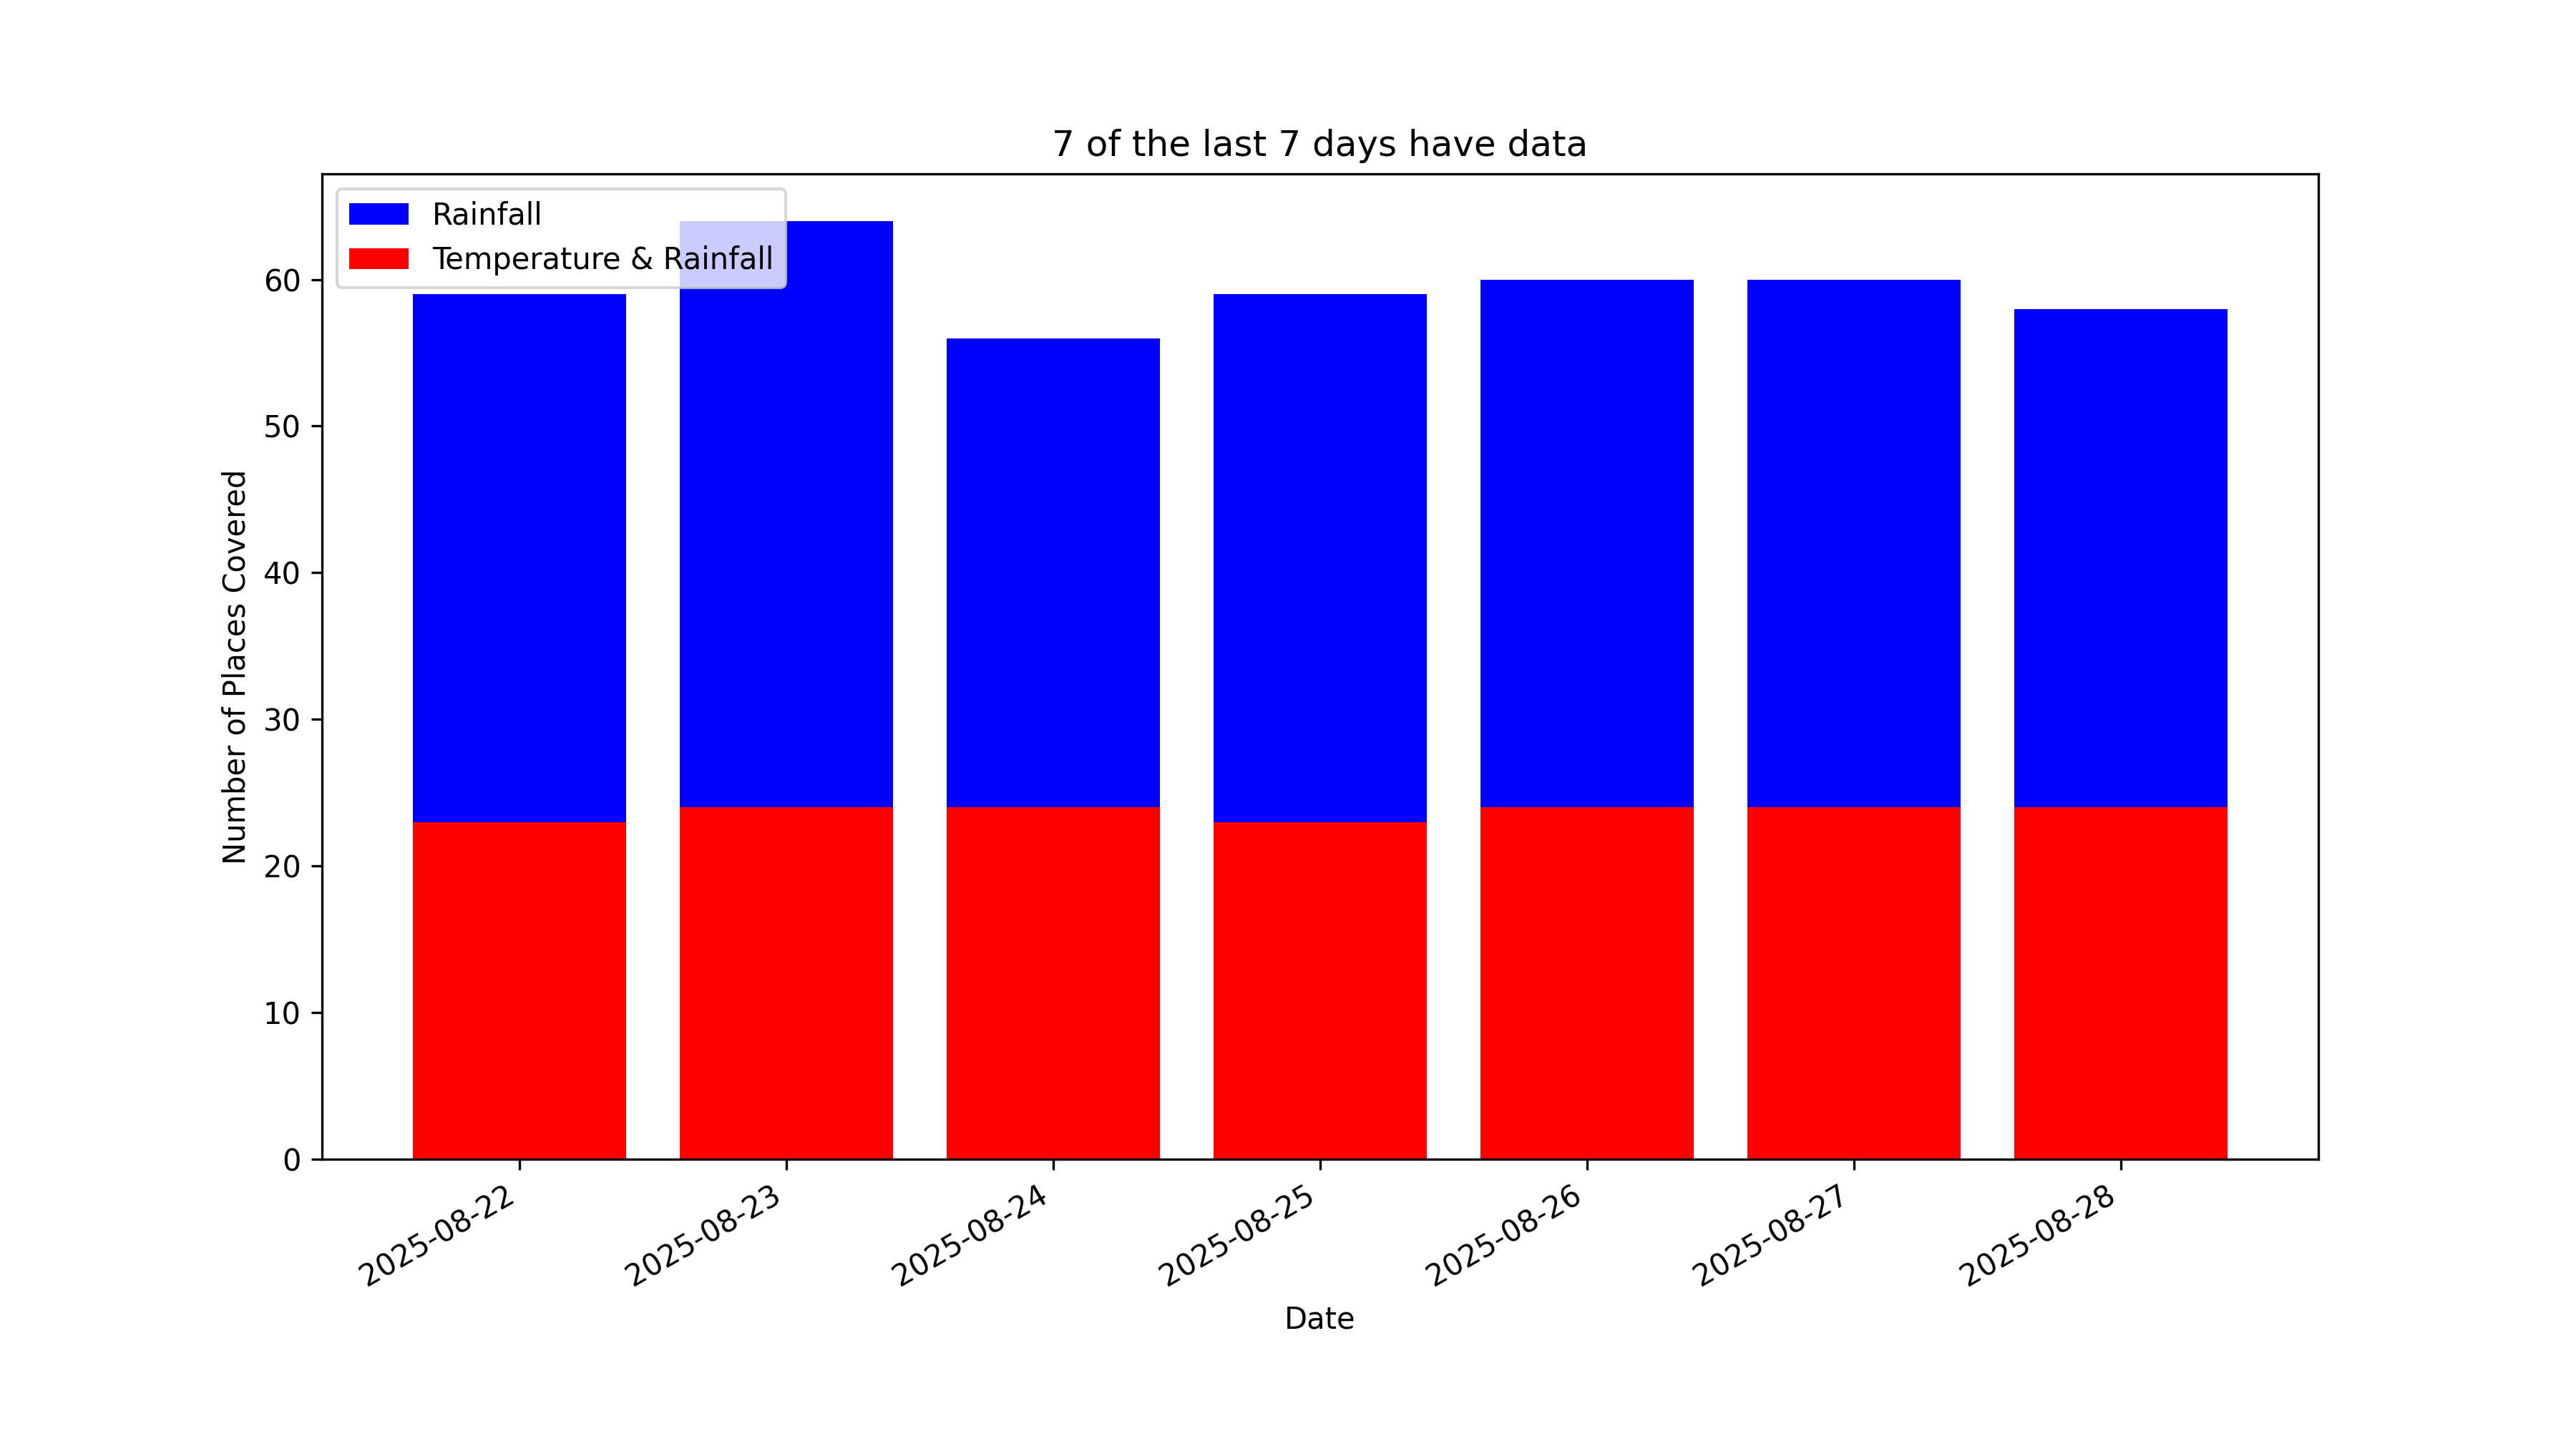 7 of the last 7 days have data
Rainfall
Temperature & Rainfall
Number of Places Covered
60
50
40
30
20
10
0
2025-08-22
2025-08-23
2025-08-24
2025-08-25
2025-08-26
2025-08-27
2025-08-28
Date